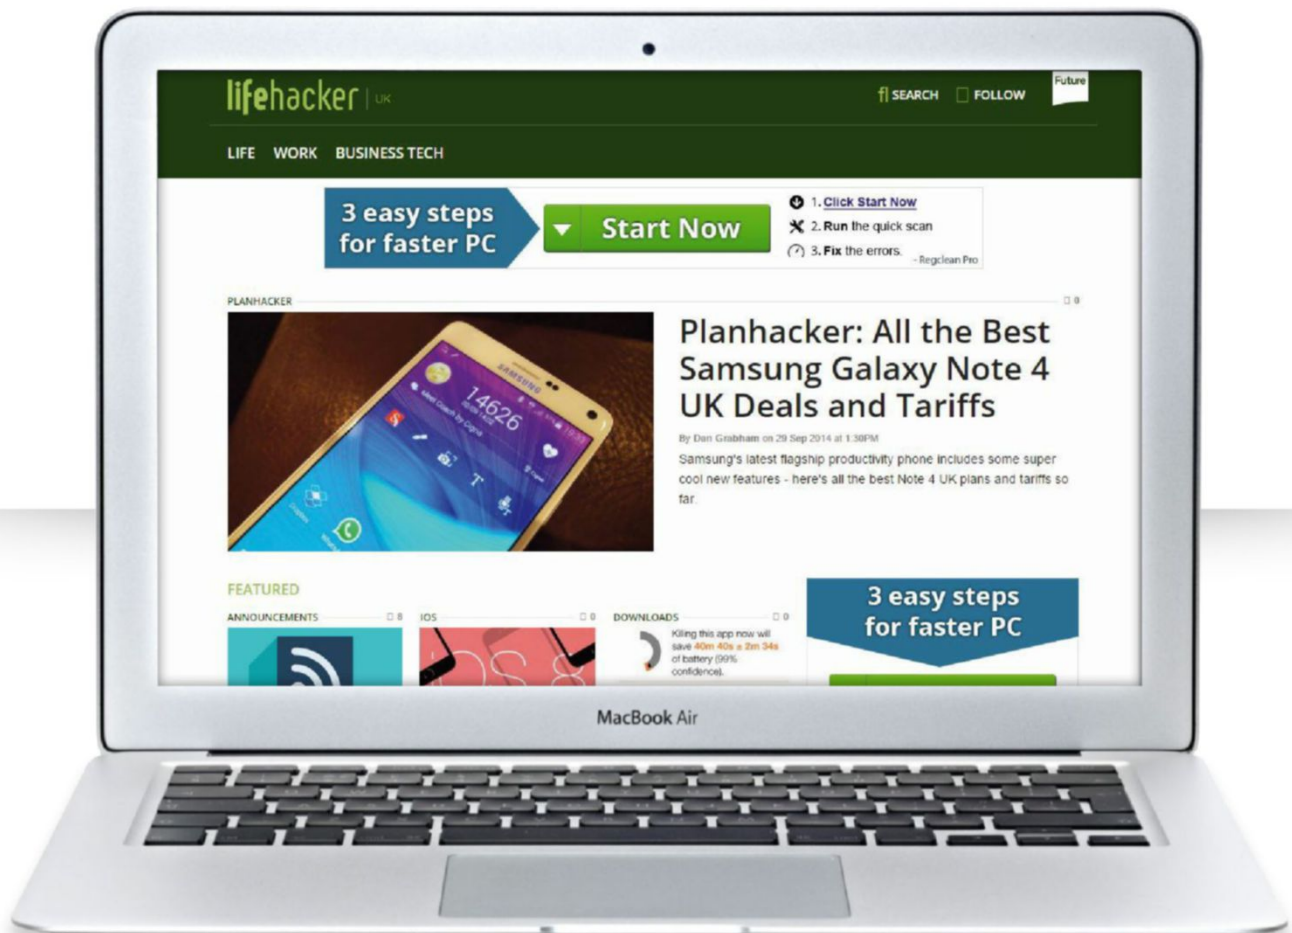 lifehacker | UK
SEARCH FOLLOW
Future
LIFE WORK BUSINESS TECH
3 easy steps
for faster PC
Start Now
1. Click Start Now
2. Run the quick scan
3. Fix the errors.
- Regclean Pro
PLANHACKER 0
SAMSUNG
14626
Planhacker: All the Best
Samsung Galaxy Note 4
UK Deals and Tariffs
By Dan Grabham on 29 Sep 2014 at 1:30PM
Samsung's latest flagship productivity phone includes some super
cool new features - here's all the best Note 4 UK plans and tariffs so
far.
FEATURED
ANNOUNCEMENTS 8
IOS 0
DOWNLOADS 0
Killing this app now will
save 40m 40s ± 2m 34s
of battery (99%
confidence).
3 easy steps
for faster PC
MacBook Air